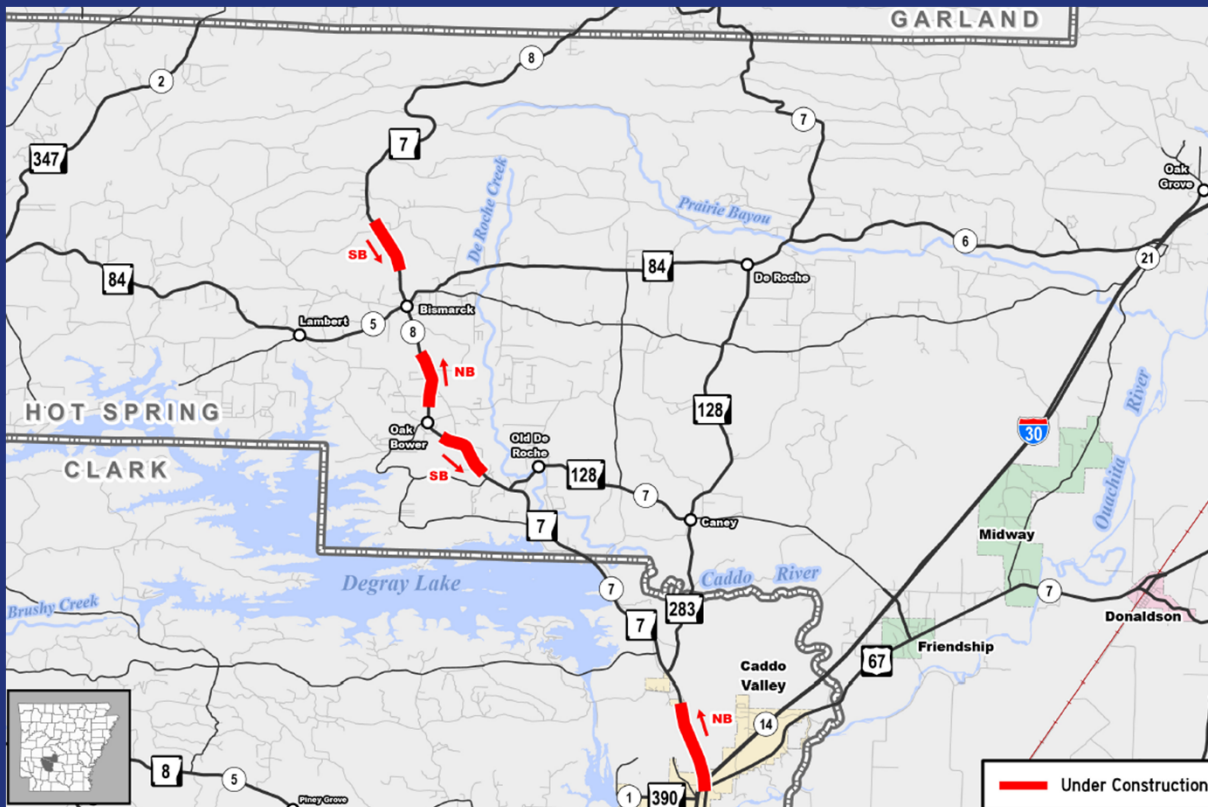 GARLAND
8
2
7
7
347
Oak
Grove
De Roche Creek
Prairie Bayou
6
21
SB
84
84
De Roche
Bismarck
Lambert
5
8
NB
HOT SPRING
128
30
Oak
Bower
Old De
Roche
CLARK
SB
128
7
Ouachita
River
7
Caney
Midway
Degray Lake
Caddo River
7
7
283
Brushy Creek
7
Donaldson
Friendship
67
Caddo
Valley
NB
14
8
5
Piney Grove
1
390
Under Construction